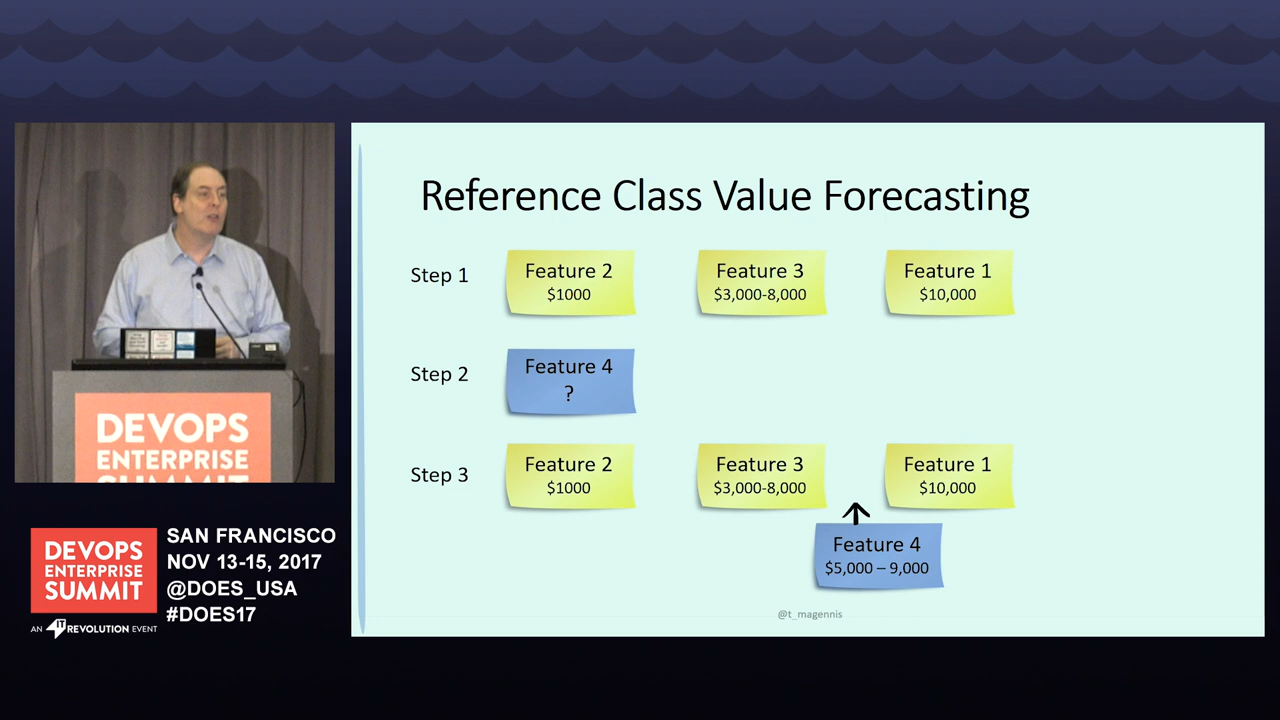 Reference Class Value Forecasting
Step 1
Feature 2
$1000
Feature 3
$3,000-8,000
Feature 1
$10,000
Step 2
Feature 4
?
Step 3
Feature 2
$1000
Feature 3
$3,000-8,000
Feature 1
$10,000
Feature 4
$5,000 – 9,000
@t_magennis
DEVOPS
ENTERPRISE
SUMMIT
DEVOPS
ENTERPRISE
SUMMIT
AN IT REVOLUTION EVENT
SAN FRANCISCO
NOV 13-15, 2017
@DOES_USA
#DOES17